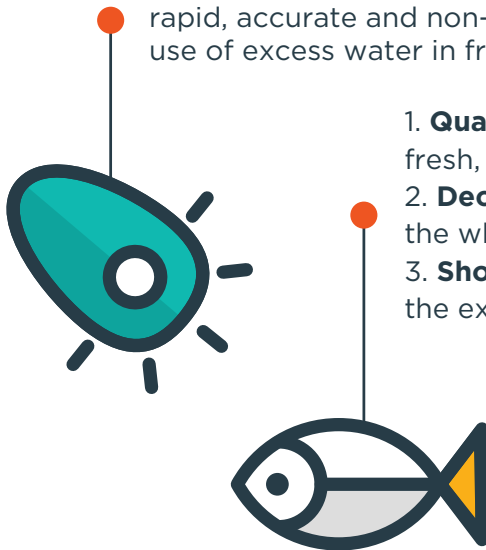 rapid, accurate and non-
use of excess water in fr
1. Qua
fresh,
2. Dec
the wh
3. Sho
the ex